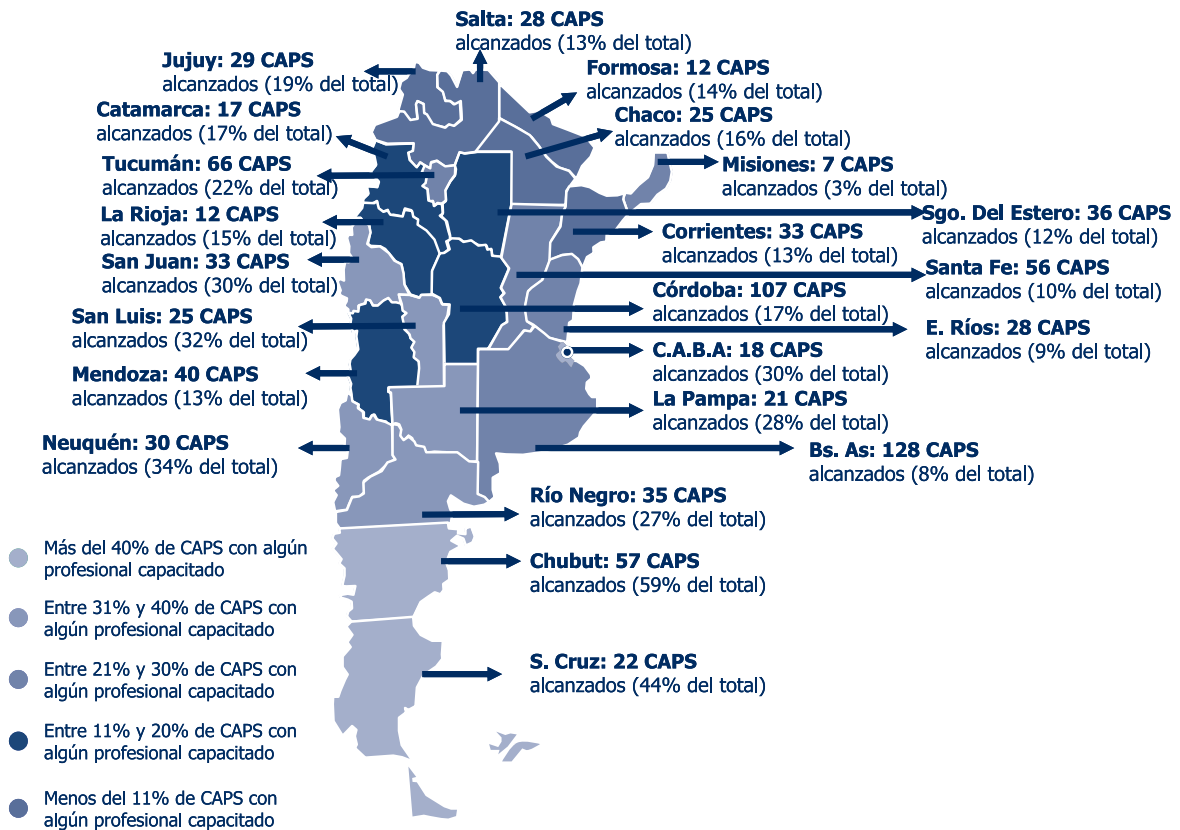 Salta: 28 CAPS
alcanzados (13% del total)
Jujuy: 29 CAPS
alcanzados (19% del total)
Formosa: 12 CAPS
alcanzados (14% del total)
Catamarca: 17 CAPS
alcanzados (17% del total)
Chaco: 25 CAPS
alcanzados (16% del total)
Tucumán: 66 CAPS
alcanzados (22% del total)
Misiones: 7 CAPS
alcanzados (3% del total)
La Rioja: 12 CAPS
alcanzados (15% del total)
Sgo. Del Estero: 36 CAPS
alcanzados (12% del total)
Corrientes: 33 CAPS
alcanzados (13% del total)
San Juan: 33 CAPS
alcanzados (30% del total)
Santa Fe: 56 CAPS
alcanzados (10% del total)
Córdoba: 107 CAPS
alcanzados (17% del total)
San Luis: 25 CAPS
alcanzados (32% del total)
E. Ríos: 28 CAPS
alcanzados (9% del total)
C.A.B.A: 18 CAPS
alcanzados (30% del total)
Mendoza: 40 CAPS
alcanzados (13% del total)
La Pampa: 21 CAPS
alcanzados (28% del total)
Neuquén: 30 CAPS
alcanzados (34% del total)
Bs. As: 128 CAPS
alcanzados (8% del total)
Río Negro: 35 CAPS
alcanzados (27% del total)
Chubut: 57 CAPS
alcanzados (59% del total)
S. Cruz: 22 CAPS
alcanzados (44% del total)
Más del 40% de CAPS con algún
profesional capacitado
Entre 31% y 40% de CAPS con
algún profesional capacitado
Entre 21% y 30% de CAPS con
algún profesional capacitado
Entre 11% y 20% de CAPS con
algún profesional capacitado
Menos del 11% de CAPS con
algún profesional capacitado